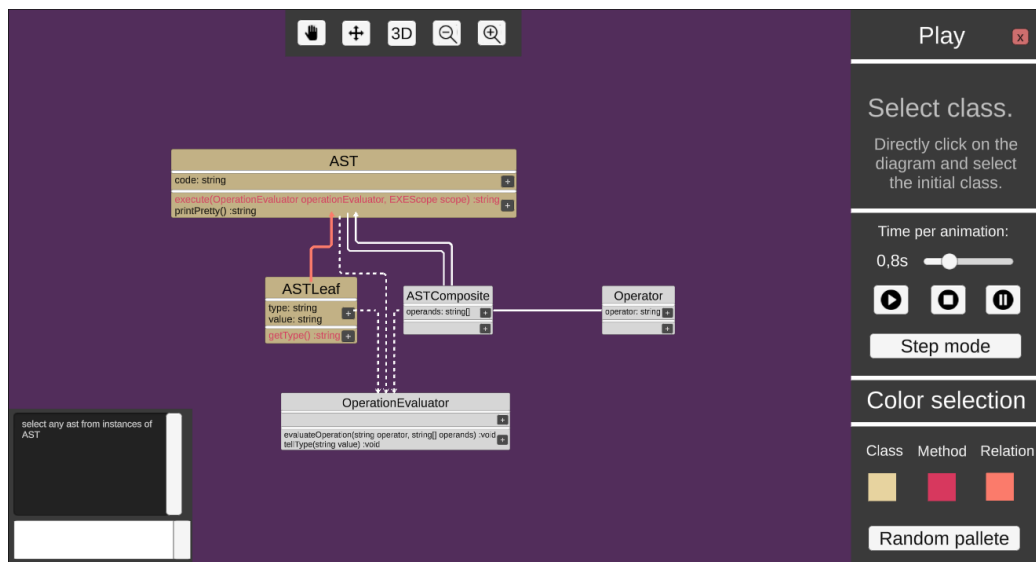 3D
Play
x
Select class.
Directly click on the
diagram and select
the initial class.
Time per animation:
0,8s
Step mode
Color selection
Class Method Relation
Random pallete
AST
code: string
+
execute(OperationEvaluator operationEvaluator, EXEScope scope) :string
printPretty() :string
+
ASTLeaf
type: string
value: string
+
getType() :string
+
ASTComposite
operands: string[]
+
+
Operator
operator: string
+
+
OperationEvaluator
+
evaluateOperation(string operator, string[] operands) :void
tellType(string value) :void
+
select any ast from instances of
AST